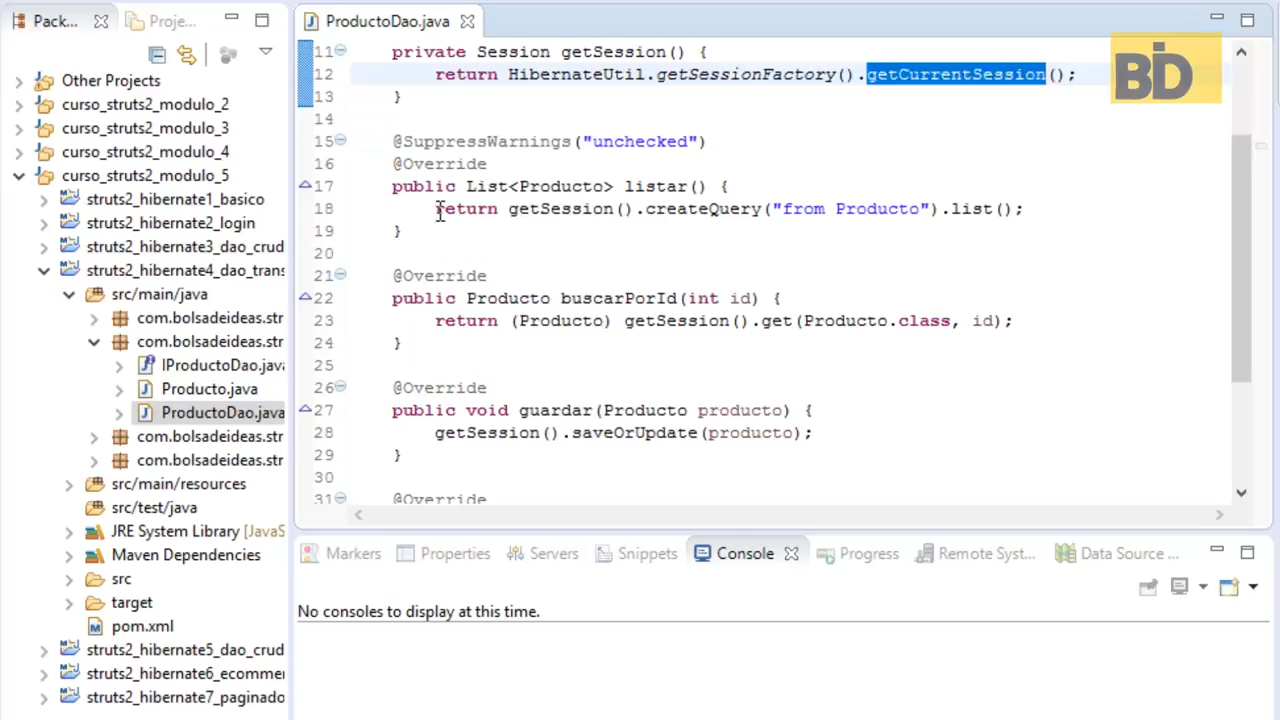 Pack...
Proje...
Other Projects
curso_struts2_modulo_2
curso_struts2_modulo_3
curso_struts2_modulo_4
curso_struts2_modulo_5
struts2_hibernate1_basico
struts2_hibernate2_login
struts2_hibernate3_dao_crud
struts2_hibernate4_dao_trans
src/main/java
com.bolsadeideas.str
com.bolsadeideas.str
IProductoDao.java
Producto.java
ProductoDao.java
com.bolsadeideas.str
com.bolsadeideas.str
src/main/resources
src/test/java
JRE System Library [JavaS
Maven Dependencies
src
target
pom.xml
struts2_hibernate5_dao_crud
struts2_hibernate6_ecommer
struts2_hibernate7_paginado
ProductoDao.java
BD
11 private Session getSession() {
12 return HibernateUtil.getSessionFactory().getCurrentSession();
13 }
14
15 @SuppressWarnings("unchecked")
16 @Override
17 public List<Producto> listar() {
18 return getSession().createQuery("from Producto").list();
19 }
20
21 @Override
22 public Producto buscarPorId(int id) {
23 return (Producto) getSession().get(Producto.class, id);
24 }
25
26 @Override
27 public void guardar(Producto producto) {
28 getSession().saveOrUpdate(producto);
29 }
30
31 @Override
Markers
Properties
Servers
Snippets
Console
Progress
Remote Syst...
Data Source ...
No consoles to display at this time.